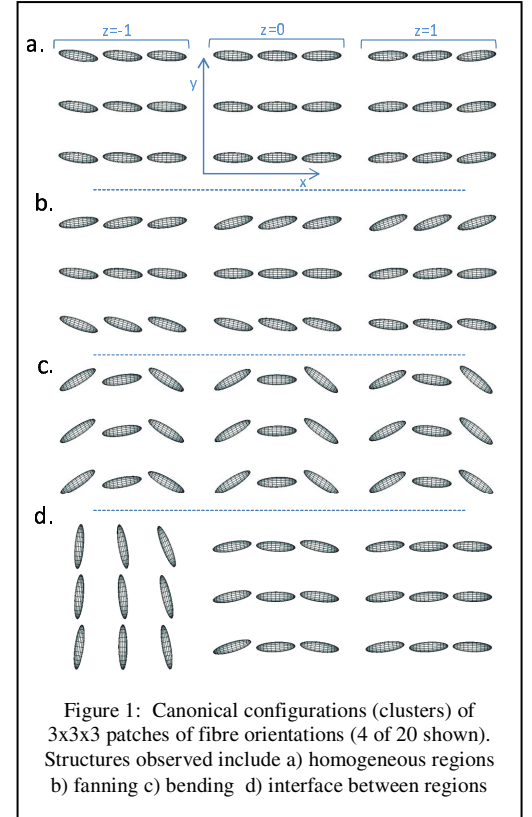 z=-1 z=0 z=1
a.
y
x
b.
c.
d.
Figure 1: Canonical configurations (clusters) of
3x3x3 patches of fibre orientations (4 of 20 shown).
Structures observed include a) homogeneous regions
b) fanning c) bending d) interface between regions